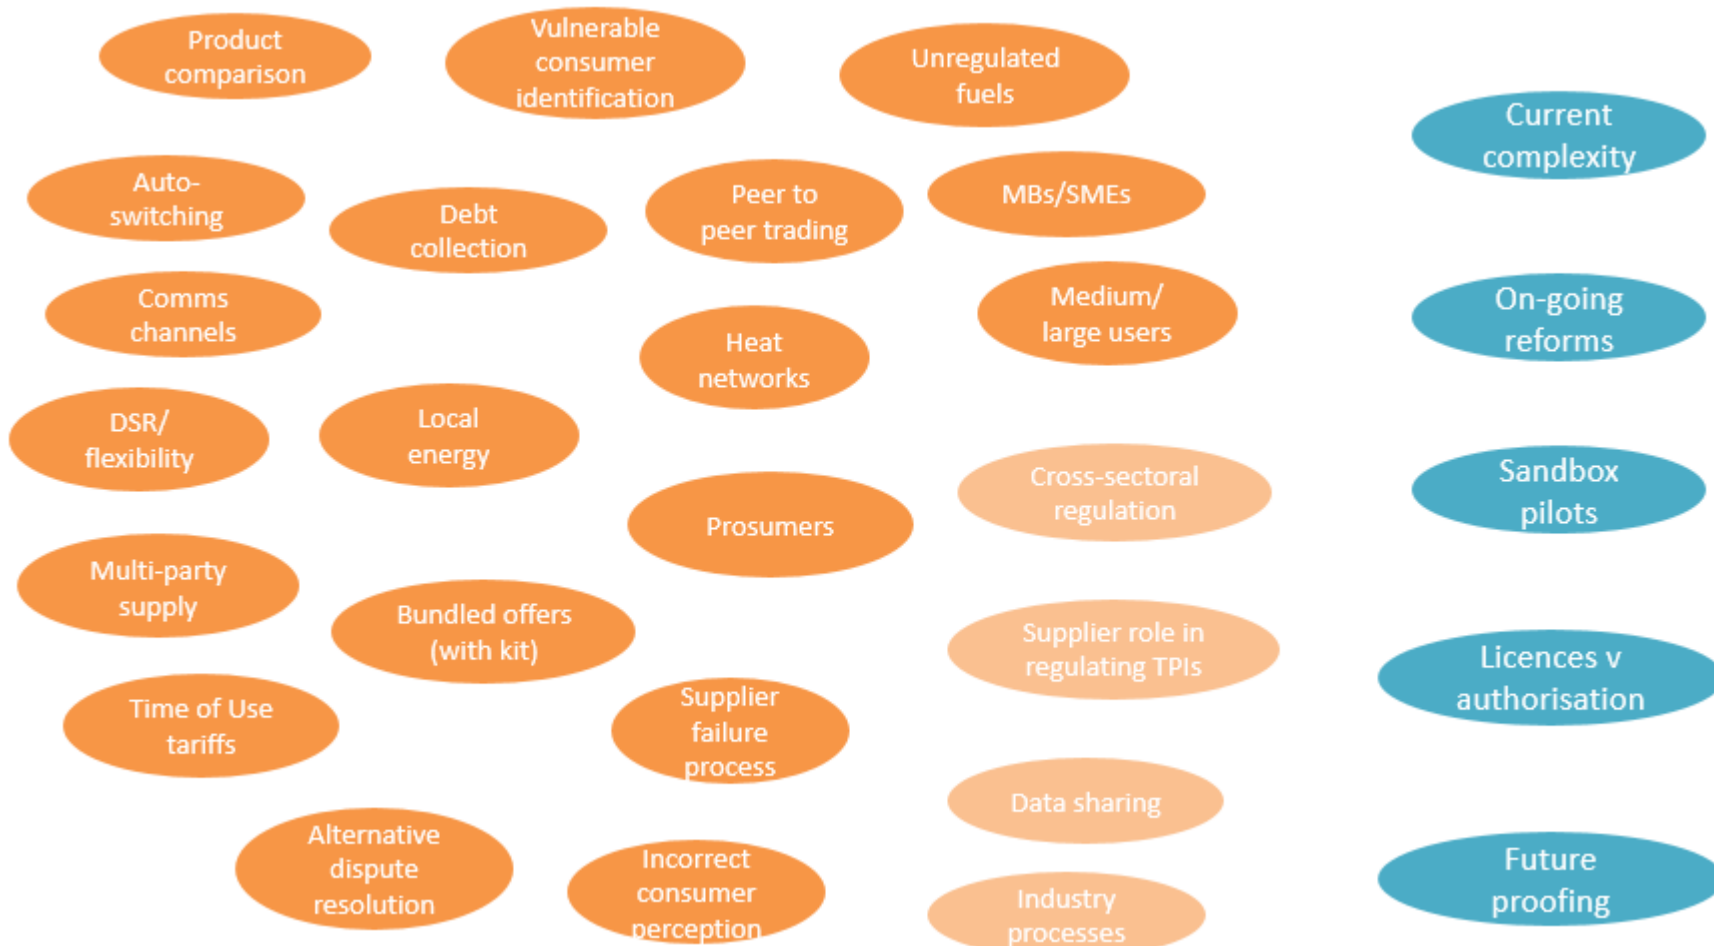 Product
comparison
Vulnerable
consumer
identification
Unregulated
fuels
Current
complexity
Auto-
switching
Debt
collection
Peer to
peer trading
MBs/SMEs
Comms
channels
Heat
networks
Medium/
large users
On-going
reforms
DSR/
flexibility
Local
energy
Prosumers
Cross-sectoral
regulation
Sandbox
pilots
Multi-party
supply
Bundled offers
(with kit)
Supplier role in
regulating TPIs
Licences v
authorisation
Time of Use
tariffs
Supplier
failure
process
Data sharing
Alternative
dispute
resolution
Incorrect
consumer
perception
Industry
processes
Future
proofing